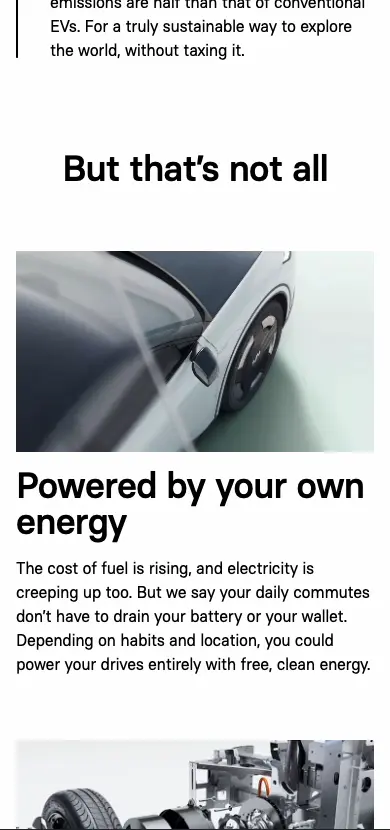 emissions are half than that of conventional
EVs. For a truly sustainable way to explore
the world, without taxing it.
But that’s not all
Powered by your own
energy
The cost of fuel is rising, and electricity is
creeping up too. But we say your daily commutes
don’t have to drain your battery or your wallet.
Depending on habits and location, you could
power your drives entirely with free, clean energy.